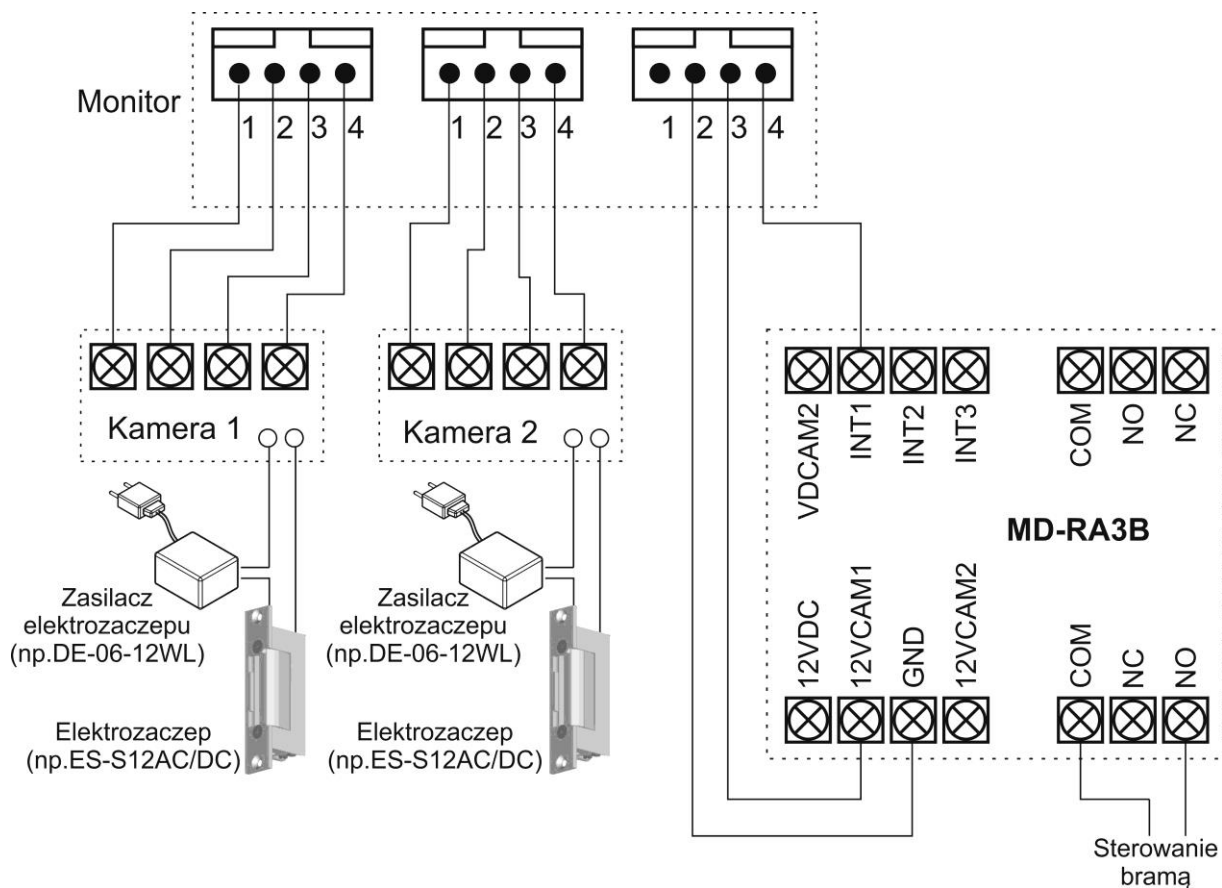 Monitor
1 2 3 4
1 2 3 4
1 2 3 4
Kamera 1
Kamera 2
VDCAM2
INT1
INT2
INT3
COM
NO
NC
MD-RA3B
12VDC
12VCAM1
GND
12VCAM2
COM
NC
NO
Zasilacz
elektrozaczepu
(np.DE-06-12WL)
Zasilacz
elektrozaczepu
(np.DE-06-12WL)
Elektrozaczep
(np.ES-S12AC/DC)
Elektrozaczep
(np.ES-S12AC/DC)
Sterowanie
bramą